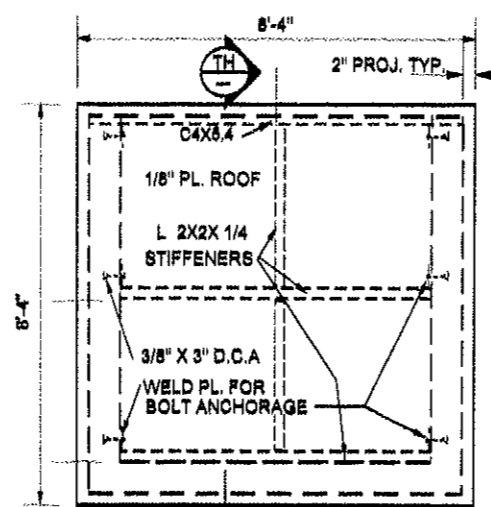 8'-4"
TH
2" PROJ. TYP.
C4X5.4
1/8" PL. ROOF
L 2X2X 1/4
STIFFENERS
8'-4"
3/8" X 3" D.C.A
WELD PL. FOR
BOLT ANCHORAGE